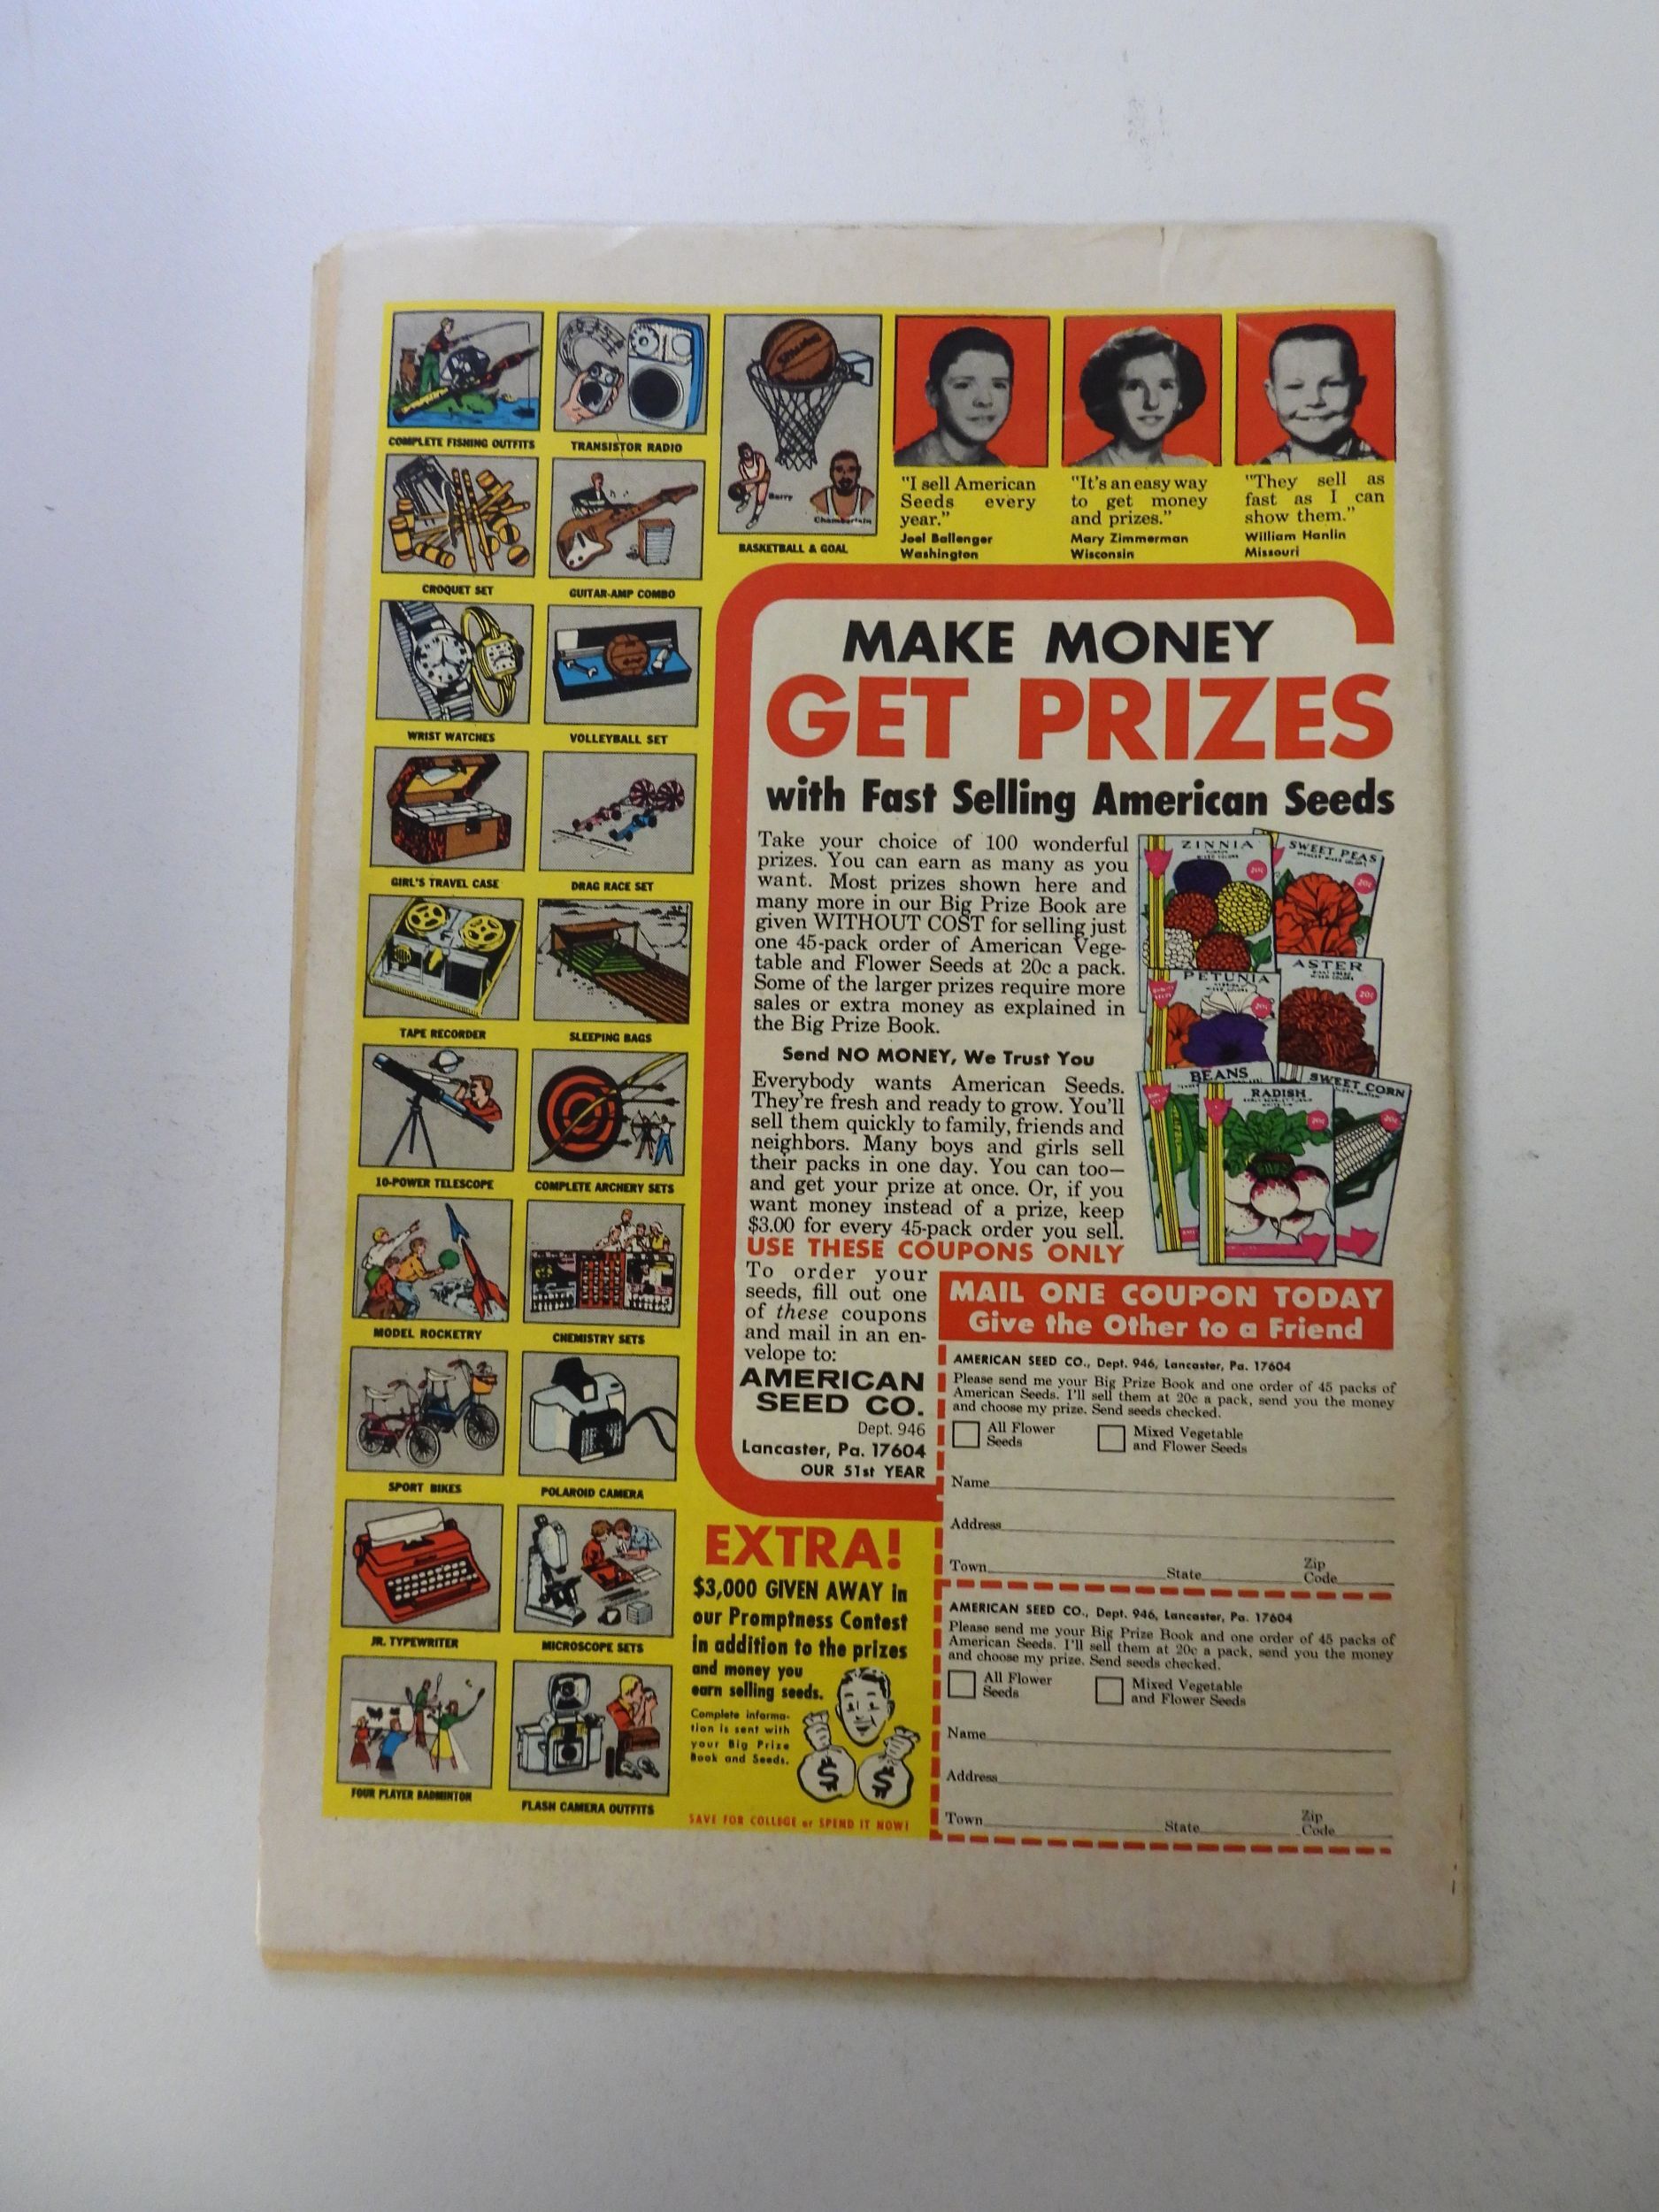 COMPLETE FISHING OUTFITS
TRANSISTOR RADIO
SPALDING
Barry
Chamberlain
BASKETBALL & GOAL
"I sell American
Seeds every
year."
Joel Ballenger
Washington
"It's an easy way
to get money
and prizes."
Mary Zimmerman
Wisconsin
"They sell as
fast as I can
show them."
William Hanlin
Missouri
CROQUET SET
GUITAR-AMP COMBO
WRIST WATCHES
VOLLEYBALL SET
GIRL'S TRAVEL CASE
DRAG RACE SET
TAPE RECORDER
SLEEPING BAGS
10-POWER TELESCOPE
COMPLETE ARCHERY SETS
MODEL ROCKETRY
CHEMISTRY SETS
SPORT BIKES
POLAROID CAMERA
JR. TYPEWRITER
MICROSCOPE SETS
FOUR PLAYER BADMINTON
FLASH CAMERA OUTFITS
MAKE MONEY
GET PRIZES
with Fast Selling American Seeds
Take your choice of 100 wonderful
prizes. You can earn as many as you
want. Most prizes shown here and
many more in our Big Prize Book are
given WITHOUT COST for selling just
one 45-pack order of American Vege-
table and Flower Seeds at 20c a pack.
Some of the larger prizes require more
sales or extra money as explained in
the Big Prize Book.
Send NO MONEY, We Trust You
Everybody wants American Seeds.
They're fresh and ready to grow. You'll
sell them quickly to family, friends and
neighbors. Many boys and girls sell
their packs in one day. You can too—
and get your prize at once. Or, if you
want money instead of a prize, keep
$3.00 for every 45-pack order you sell.
USE THESE COUPONS ONLY
To order your
seeds, fill out one
of these coupons
and mail in an en-
velope to:
AMERICAN
SEED CO.
Dept. 946
Lancaster, Pa. 17604
OUR 51st YEAR
ZINNIA
20¢
SWEET PEAS
20¢
PETUNIA
20¢
ASTER
20¢
BEANS
RADISH
20¢
SWEET CORN
20¢
MAIL ONE COUPON TODAY
Give the Other to a Friend
AMERICAN SEED CO., Dept. 946, Lancaster, Pa. 17604
Please send me your Big Prize Book and one order of 45 packs of
American Seeds. I'll sell them at 20c a pack, send you the money
and choose my prize. Send seeds checked.
All Flower
Seeds
Mixed Vegetable
and Flower Seeds
Name
Address
Town State Zip
Code
AMERICAN SEED CO., Dept. 946, Lancaster, Pa. 17604
Please send me your Big Prize Book and one order of 45 packs of
American Seeds. I'll sell them at 20c a pack, send you the money
and choose my prize. Send seeds checked.
All Flower
Seeds
Mixed Vegetable
and Flower Seeds
Name
Address
Town State Zip
Code
EXTRA!
$3,000 GIVEN AWAY in
our Promptness Contest
in addition to the prizes
and money you
earn selling seeds.
Complete informa-
tion is sent with
your Big Prize
Book and Seeds.
$ $
SAVE FOR COLLEGE or SPEND IT NOW!